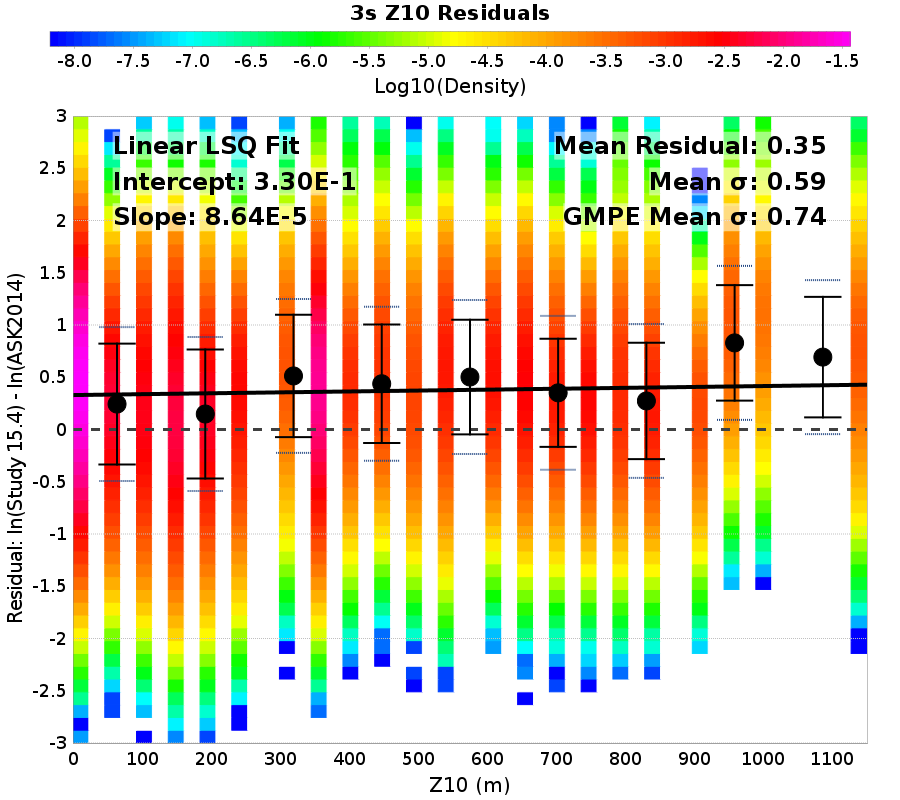 3s Z10 Residuals
-8.0 -7.5 -7.0 -6.5 -6.0 -5.5 -5.0 -4.5 -4.0 -3.5 -3.0 -2.5 -2.0 -1.5
Log10(Density)
Linear LSQ Fit
Intercept: 3.30E-1
Slope: 8.64E-5
Mean Residual: 0.35
Mean σ: 0.59
GMPE Mean σ: 0.74
Residual: ln(Study 15.4) - ln(ASK2014)
3
2.5
2
1.5
1
0.5
0
-0.5
-1
-1.5
-2
-2.5
-3
0 100 200 300 400 500 600 700 800 900 1000 1100
Z10 (m)